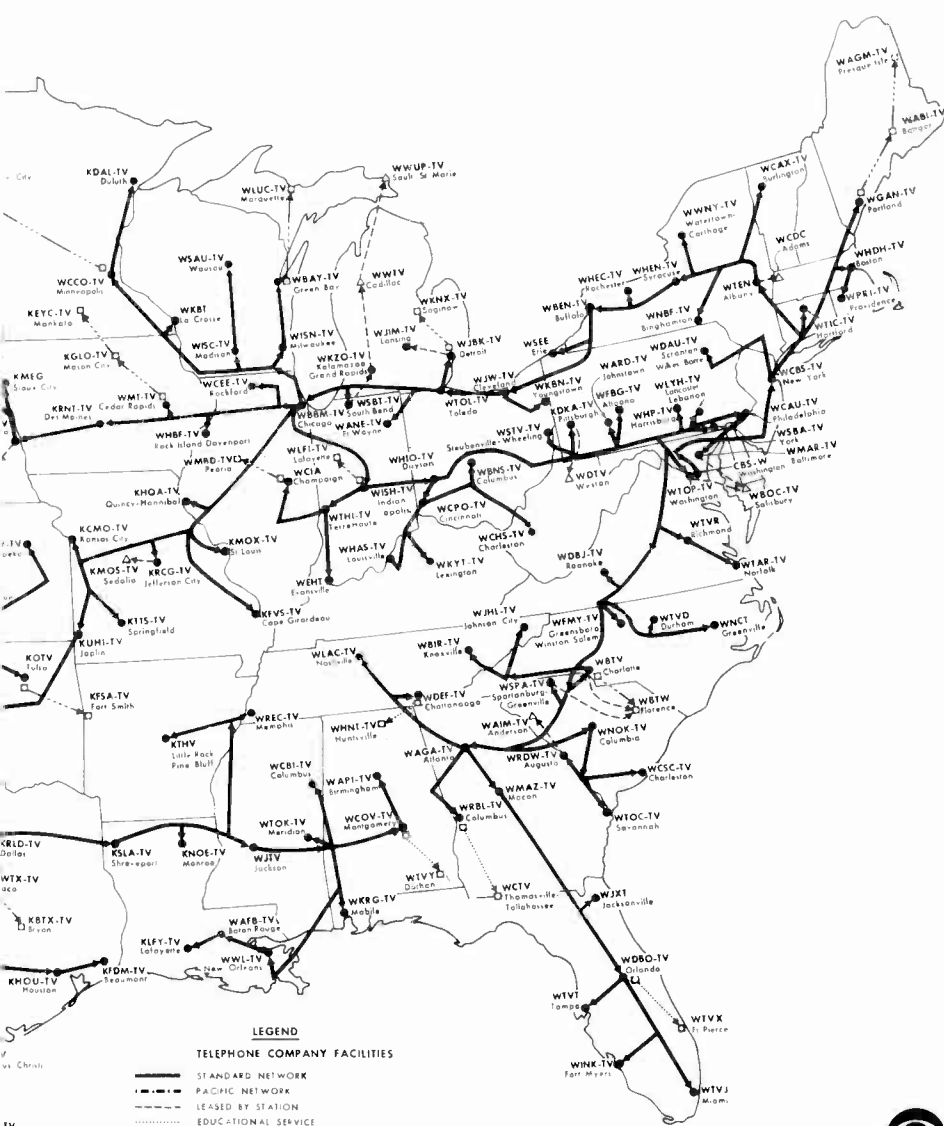 WAGM-TV
Presque Isle
WABI-TV
Bangor
KDAL-TV
Duluth
WWUP-TV
Sault St Marie
WLUC-TV
Marquette
WCAX-TV
Burlington
WGAN-TV
Portland
WWNY-TV
Watertown-
Carthage
WCDC
Adams
WHDH-TV
Boston
WSAU-TV
Wausau
WCCO-TV
Minneapolis
WBAY-TV
Green Bay
WWTV
Cadillac
WHEC-TV
Rochester
WHEN-TV
Syracuse
WTEN
Albany
WPRI-TV
Providence
KEYC-TV
Mankato
WKBT
La Crosse
WKNX-TV
Saginaw
WBEN-TV
Buffalo
WNBF-TV
Binghamton
WTIC-TV
Hartford
WISN-TV
Milwaukee
WJIM-TV
Lansing
WJBK-TV
Detroit
WSEE
Erie
WDAU-TV
Scranton
KGLO-TV
Mason City
WISC-TV
Madison
WKZO-TV
Kalamazoo
Grand Rapids
WARD-TV
Johnstown
KMEG
Sioux City
WCEE-TV
Rockford
WJW-TV
Cleveland
WKBN-TV
Youngstown
WFBG-TV
Altoona
WLYH-TV
Lancaster
Lebanon
WCBS-TV
New York
KRNT-TV
Des Moines
WMT-TV
Cedar Rapids
WBBM-TV
Chicago
WSBT-TV
South Bend
WTOL-TV
Toledo
KDKA-TV
Pittsburgh
WHP-TV
Harrisburg
WCAU-TV
Philadelphia
WHBF-TV
Rock Island Davenport
WANE-TV
Ft Wayne
WSTV-TV
Steubenville-Wheeling
WSBA-TV
York
WMAR-TV
Baltimore
WMBD-TV
Peoria
WLFI-TV
Lafayette
WCIA
Champaign
WHIO-TV
Dayton
WBNS-TV
Columbus
WDTV
Weston
CBS-W
Washington
WTOP-TV
Washington
WBOC-TV
Salisbury
KHQA-TV
Quincy-Hannibal
WISH-TV
Indianapolis
WCPO-TV
Cincinnati
WTHI-TV
Terre Haute
WTVR
Richmond
KCMO-TV
Kansas City
KMOX-TV
St Louis
WHAS-TV
Louisville
WCHS-TV
Charleston
WKYT-TV
Lexington
WDBJ-TV
Roanoke
WTAR-TV
Norfolk
KMOS-TV
Sedalia
KRCG-TV
Jefferson City
WEHT
Evansville
KTTS-TV
Springfield
KFVS-TV
Cape Girardeau
WJHL-TV
Johnson City
WFMY-TV
Greensboro
Winston Salem
WTVD
Durham
WNCT
Greenville
KUHI-TV
Joplin
WLAC-TV
Nashville
WBIR-TV
Knoxville
WBTV
Charlotte
KOTV
Tulsa
WDEF-TV
Chattanooga
WSPA-TV
Spartanburg-
Greenville
WBTW
Florence
KFSA-TV
Fort Smith
WREC-TV
Memphis
WHNT-TV
Huntsville
WAIM-TV
Anderson
WNOK-TV
Columbia
KTHV
Little Rock
Pine Bluff
WAGA-TV
Atlanta
WRDW-TV
Augusta
WCBI-TV
Columbus
WAPI-TV
Birmingham
WCSC-TV
Charleston
WMAZ-TV
Macon
WTOK-TV
Meridian
WCOV-TV
Montgomery
WRBL-TV
Columbus
WTOC-TV
Savannah
KRLD-TV
Dallas
KSLA-TV
Shreveport
KNOE-TV
Monroe
WJTV
Jackson
WTVY
Dothan
WCTV
Thomasville-
Tallahassee
WJXT
Jacksonville
WTX-TV
aco
KBTX-TV
Bryan
WAFB-TV
Baton Rouge
WKRG-TV
Mobile
KLFY-TV
Lafayette
WWL-TV
New Orleans
WDBO-TV
Orlando
KHOU-TV
Houston
KFDM-TV
Beaumont
WTVT
Tampa
WTVX
Ft Pierce
WINK-TV
Fort Myers
WTVJ
Miami
LEGEND
TELEPHONE COMPANY FACILITIES
STANDARD NETWORK
PACIFIC NETWORK
LEASED BY STATION
EDUCATIONAL SERVICE